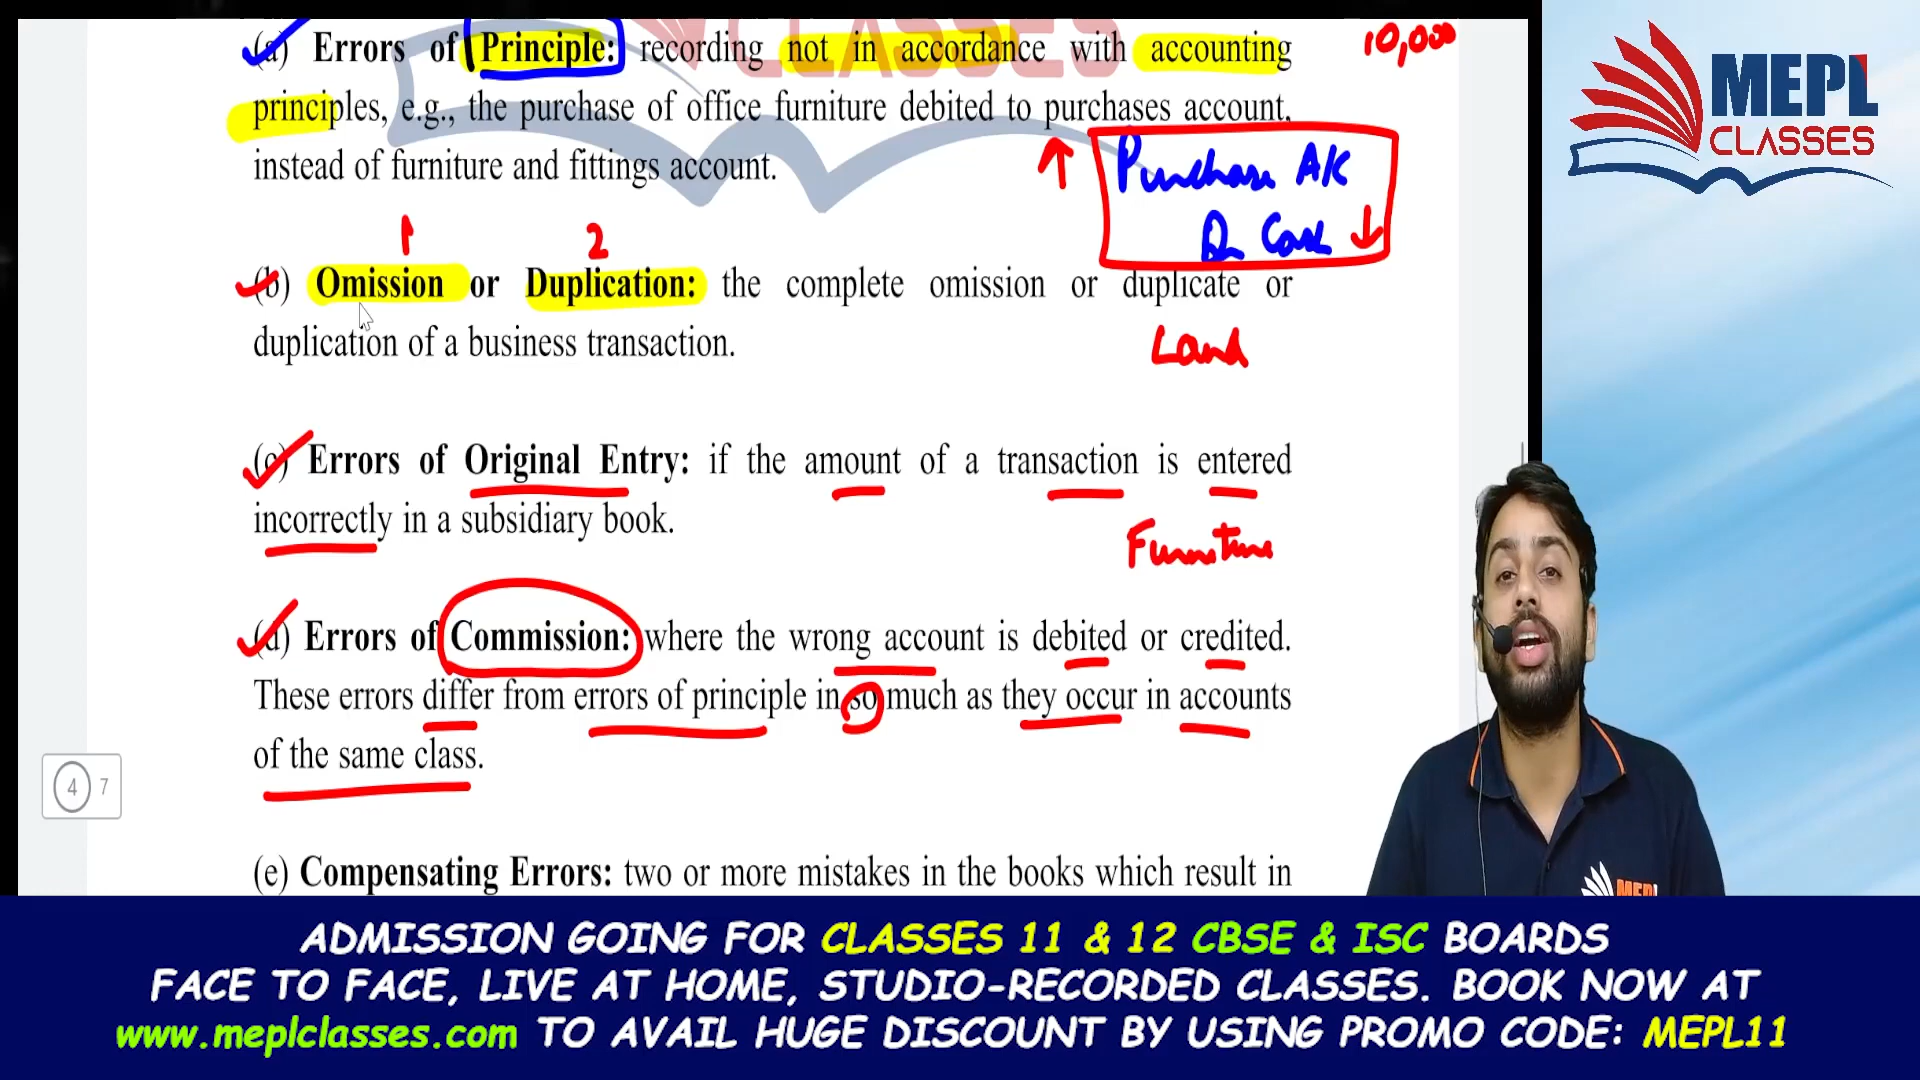 CLASSES
(a) Errors of Principle: recording not in accordance with accounting
10,000
principles, e.g., the purchase of office furniture debited to purchases account,
instead of furniture and fittings account.
Purchase A/c
Cash
1 2
(b) Omission or Duplication: the complete omission or duplicate or
duplication of a business transaction.
Land
(c) Errors of Original Entry: if the amount of a transaction is entered
incorrectly in a subsidiary book.
Furniture
(d) Errors of Commission: where the wrong account is debited or credited.
These errors differ from errors of principle in so much as they occur in accounts
of the same class.
4 7
(e) Compensating Errors: two or more mistakes in the books which result in
MEPL
CLASSES
MEPL
ADMISSION GOING FOR CLASSES 11 & 12 CBSE & ISC BOARDS
FACE TO FACE, LIVE AT HOME, STUDIO-RECORDED CLASSES. BOOK NOW AT
www.meplclasses.com TO AVAIL HUGE DISCOUNT BY USING PROMO CODE: MEPL11